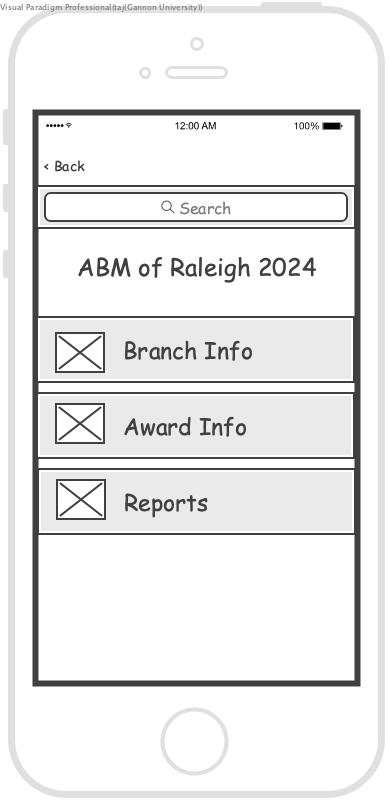 Visual Paradigm Professional(taj(Gannon University))
12:00 AM
100%
‹ Back
Search
ABM of Raleigh 2024
Branch Info
Award Info
Reports